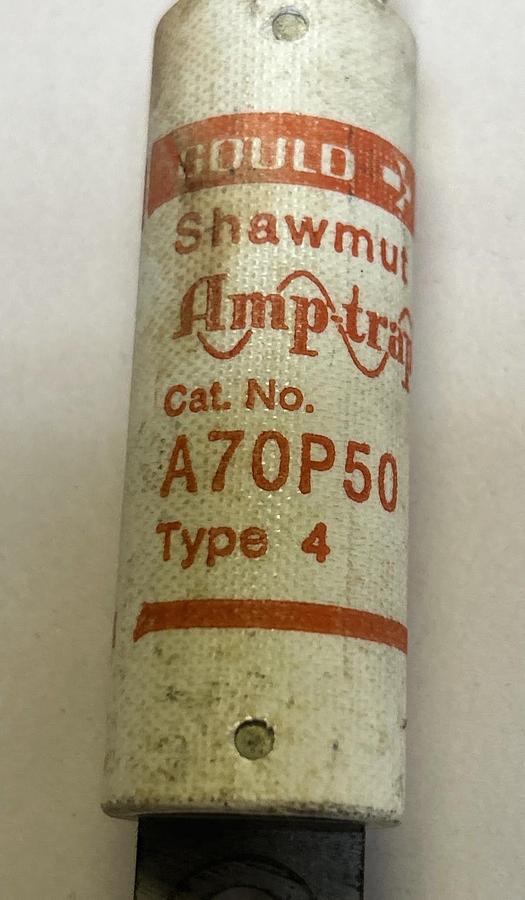 GOULD
Shawmut
Amp-trap
Cat. No.
A70P50
Type 4